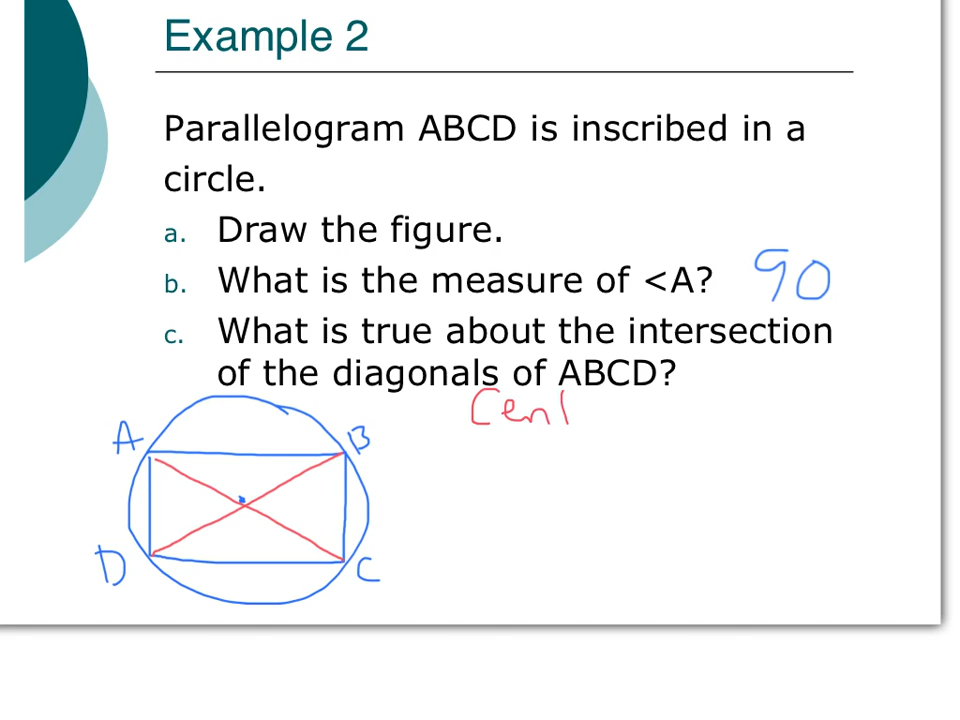 Example 2
Parallelogram ABCD is inscribed in a
circle.
a. Draw the figure.
b. What is the measure of <A? 90
c. What is true about the intersection
of the diagonals of ABCD?
Cen
A B
D C